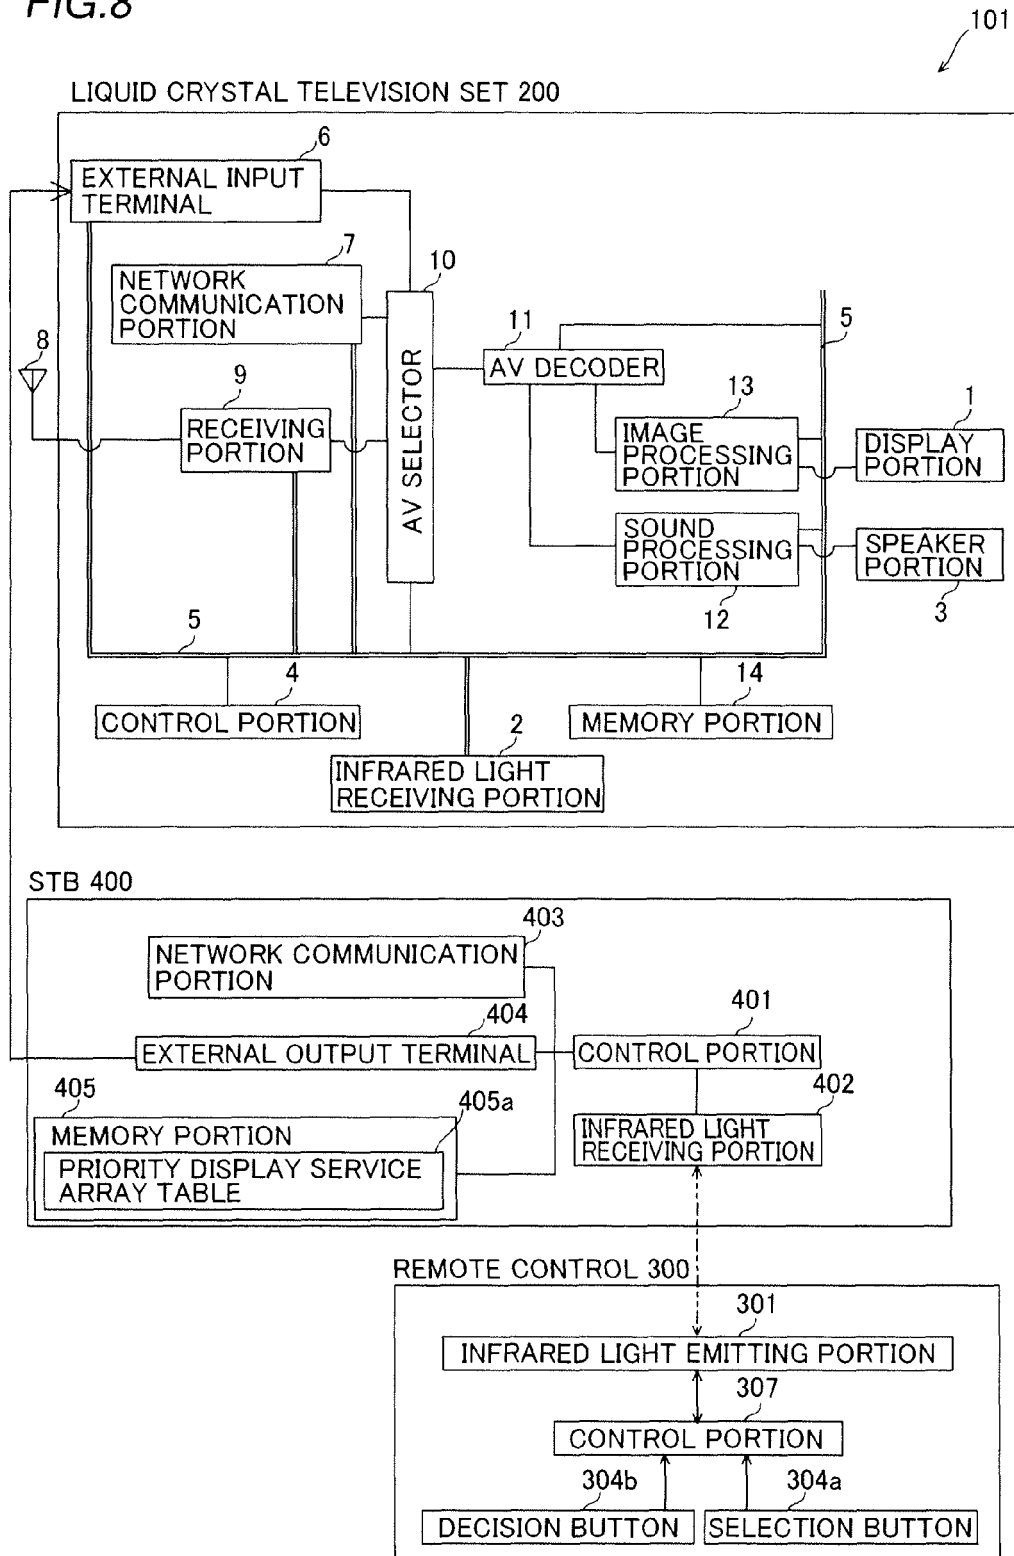 FIG.8
101
LIQUID CRYSTAL TELEVISION SET 200
6
EXTERNAL INPUT
TERMINAL
7
NETWORK
COMMUNICATION
PORTION
10
AV SELECTOR
8
9
RECEIVING
PORTION
11
AV DECODER
5
13
IMAGE
PROCESSING
PORTION
1
DISPLAY
PORTION
SOUND
PROCESSING
PORTION
12
SPEAKER
PORTION
3
5
4
CONTROL PORTION
14
MEMORY PORTION
2
INFRARED LIGHT
RECEIVING PORTION
STB 400
403
NETWORK COMMUNICATION
PORTION
404
EXTERNAL OUTPUT TERMINAL
401
CONTROL PORTION
402
INFRARED LIGHT
RECEIVING PORTION
405
MEMORY PORTION
405a
PRIORITY DISPLAY SERVICE
ARRAY TABLE
REMOTE CONTROL 300
301
INFRARED LIGHT EMITTING PORTION
307
CONTROL PORTION
304b
DECISION BUTTON
304a
SELECTION BUTTON